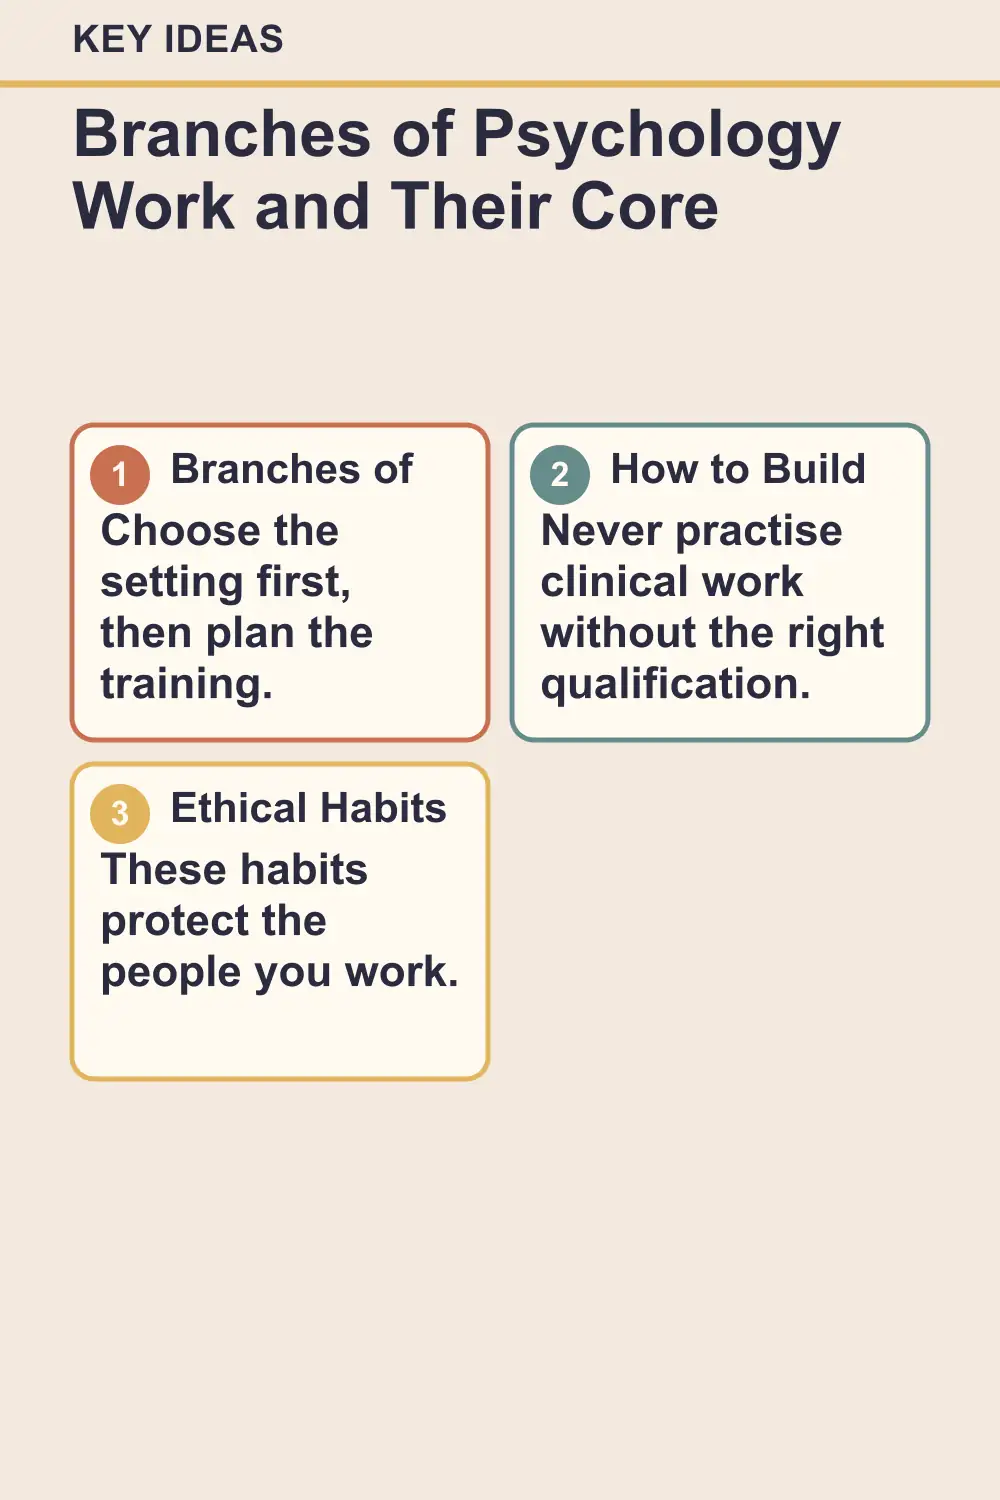 KEY IDEAS
Branches of Psychology
Work and Their Core
1 Branches of
Choose the
setting first,
then plan the
training.
2 How to Build
Never practise
clinical work
without the right
qualification.
3 Ethical Habits
These habits
protect the
people you work.